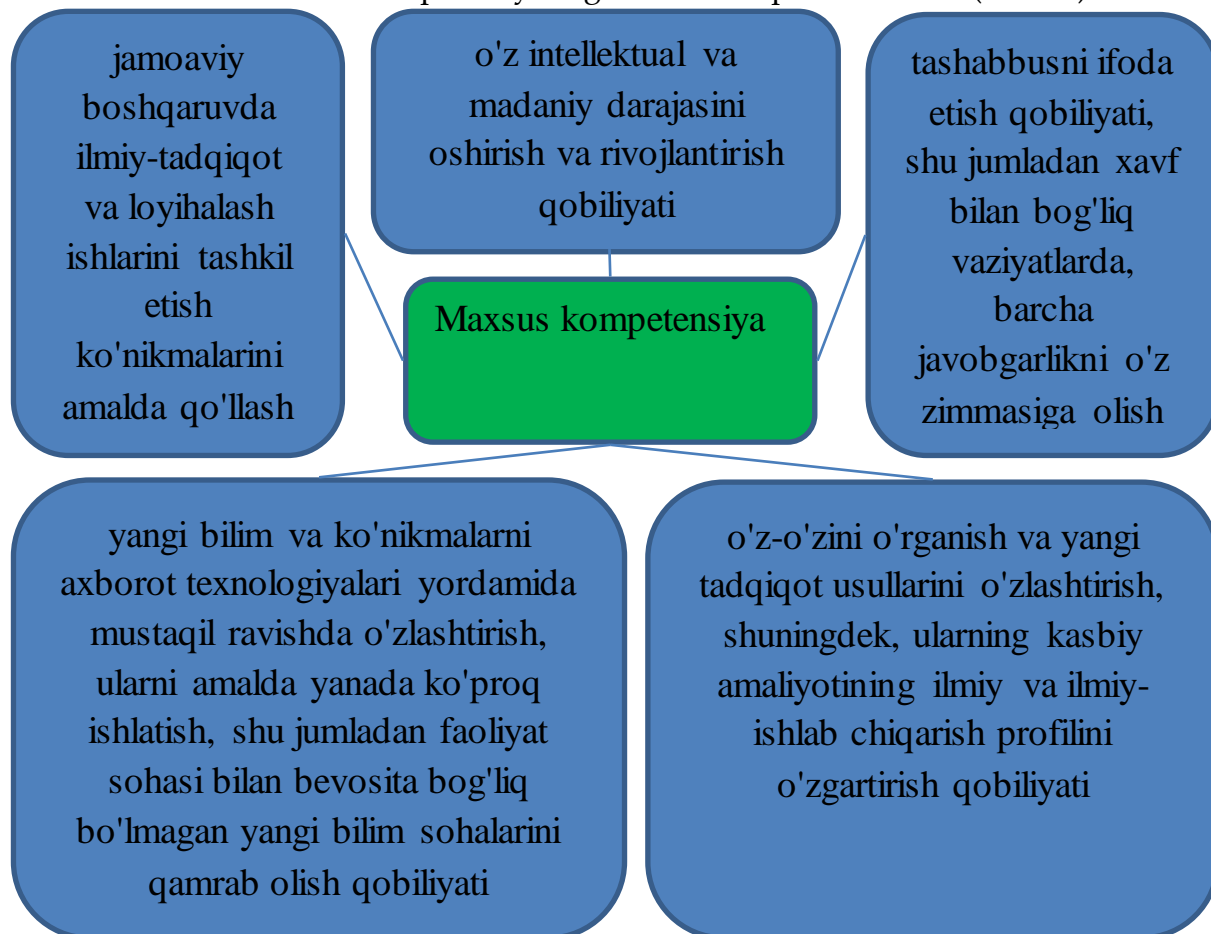 jamoaviy
boshqaruvda
ilmiy-tadqiqot
va loyihalash
ishlarini tashkil
etish
ko'nikmalarini
amalda qo'llash
o'z intellektual va
madaniy darajasini
oshirish va rivojlantirish
qobiliyati
tashabbusni ifoda
etish qobiliyati,
shu jumladan xavf
bilan bog'liq
vaziyatlarda,
barcha
javobgarlikni o'z
zimmasiga olish
Maxsus kompetensiya
yangi bilim va ko'nikmalarni
axborot texnologiyalari yordamida
mustaqil ravishda o'zlashtirish,
ularni amalda yanada ko'proq
ishlatish, shu jumladan faoliyat
sohasi bilan bevosita bog'liq
bo'lmagan yangi bilim sohalarini
qamrab olish qobiliyati
o'z-o'zini o'rganish va yangi
tadqiqot usullarini o'zlashtirish,
shuningdek, ularning kasbiy
amaliyotining ilmiy va ilmiy-
ishlab chiqarish profilini
o'zgartirish qobiliyati